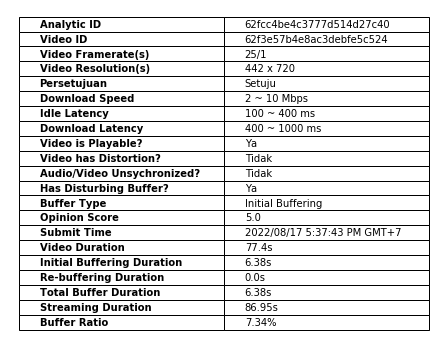 Analytic ID 62fcc4be4c3777d514d27c40
Video ID 62f3e57b4e8ac3debfe5c524
Video Framerate(s) 25/1
Video Resolution(s) 442 x 720
Persetujuan Setuju
Download Speed 2 ~ 10 Mbps
Idle Latency 100 ~ 400 ms
Download Latency 400 ~ 1000 ms
Video is Playable? Ya
Video has Distortion? Tidak
Audio/Video Unsychronized? Tidak
Has Disturbing Buffer? Ya
Buffer Type Initial Buffering
Opinion Score 5.0
Submit Time 2022/08/17 5:37:43 PM GMT+7
Video Duration 77.4s
Initial Buffering Duration 6.38s
Re-buffering Duration 0.0s
Total Buffer Duration 6.38s
Streaming Duration 86.95s
Buffer Ratio 7.34%